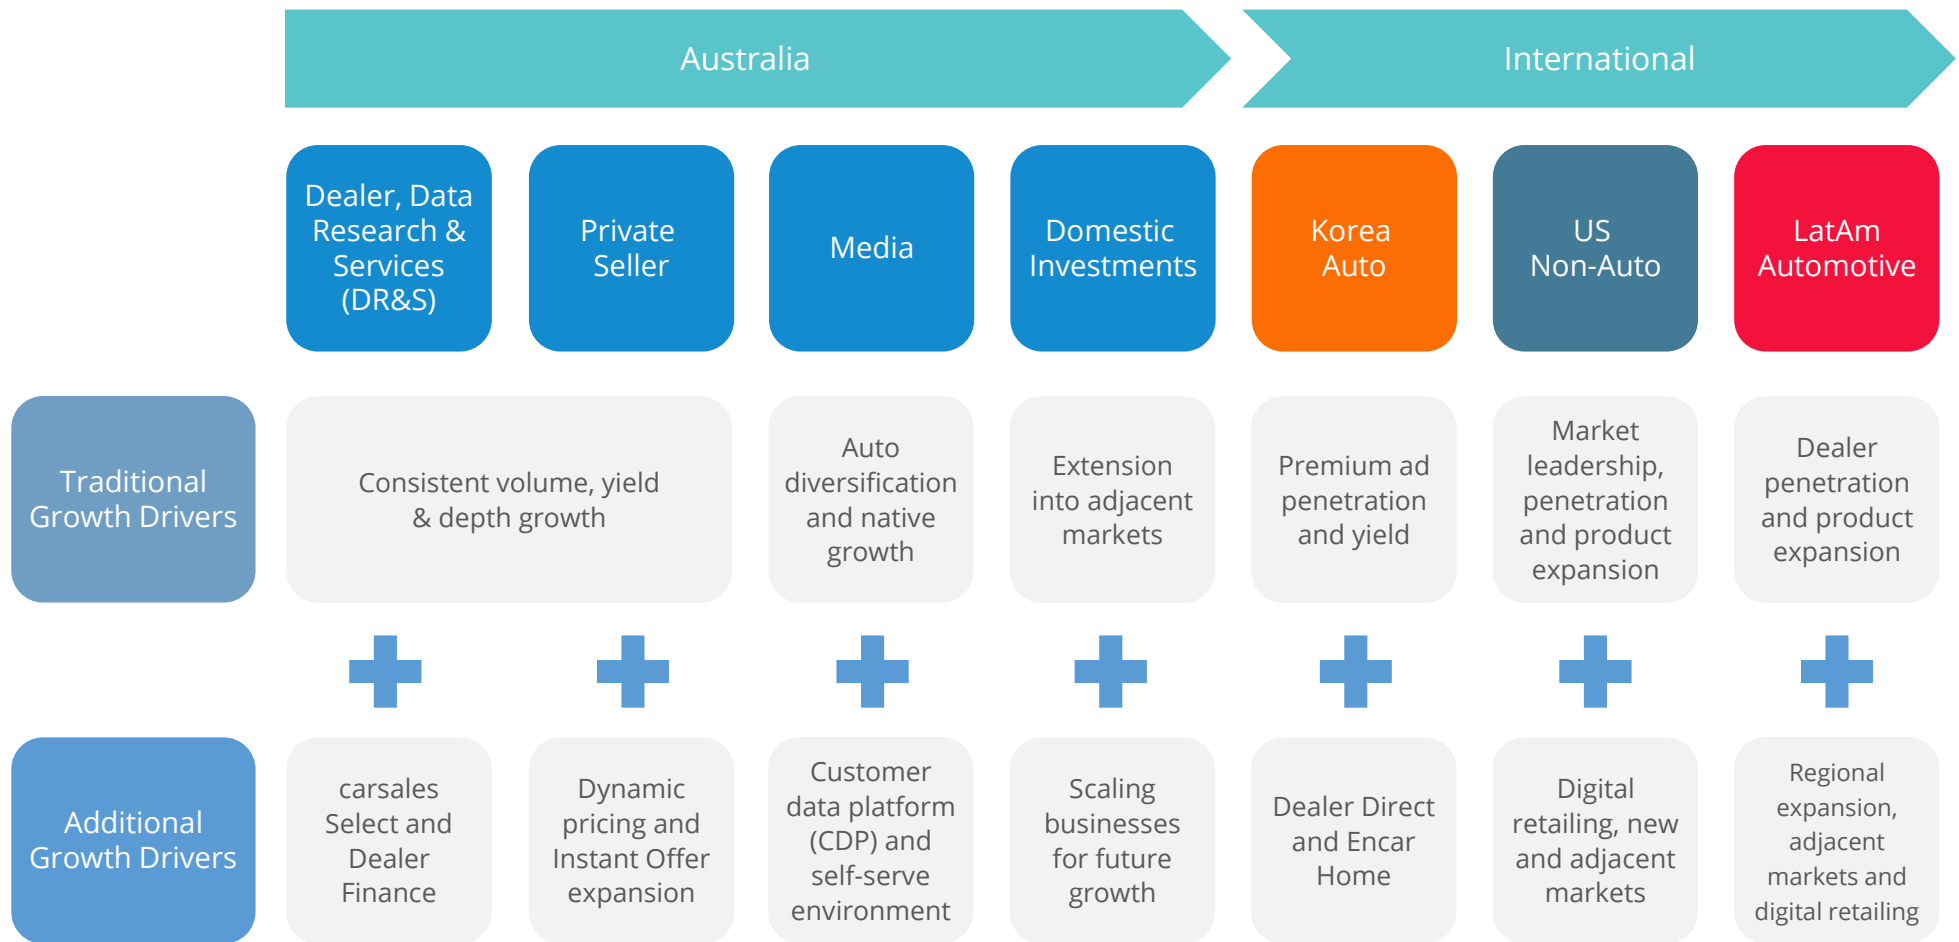 Australia
International
Dealer, Data
Research &
Services
(DR&S)
Private
Seller
Media
Domestic
Investments
Korea
Auto
US
Non-Auto
LatAm
Automotive
Traditional
Growth Drivers
Consistent volume, yield
& depth growth
Auto
diversification
and native
growth
Extension
into adjacent
markets
Premium ad
penetration
and yield
Market
leadership,
penetration
and product
expansion
Dealer
penetration
and product
expansion
Additional
Growth Drivers
carsales
Select and
Dealer
Finance
Dynamic
pricing and
Instant Offer
expansion
Customer
data platform
(CDP) and
self-serve
environment
Scaling
businesses
for future
growth
Dealer Direct
and Encar
Home
Digital
retailing, new
and adjacent
markets
Regional
expansion,
adjacent
markets and
digital retailing